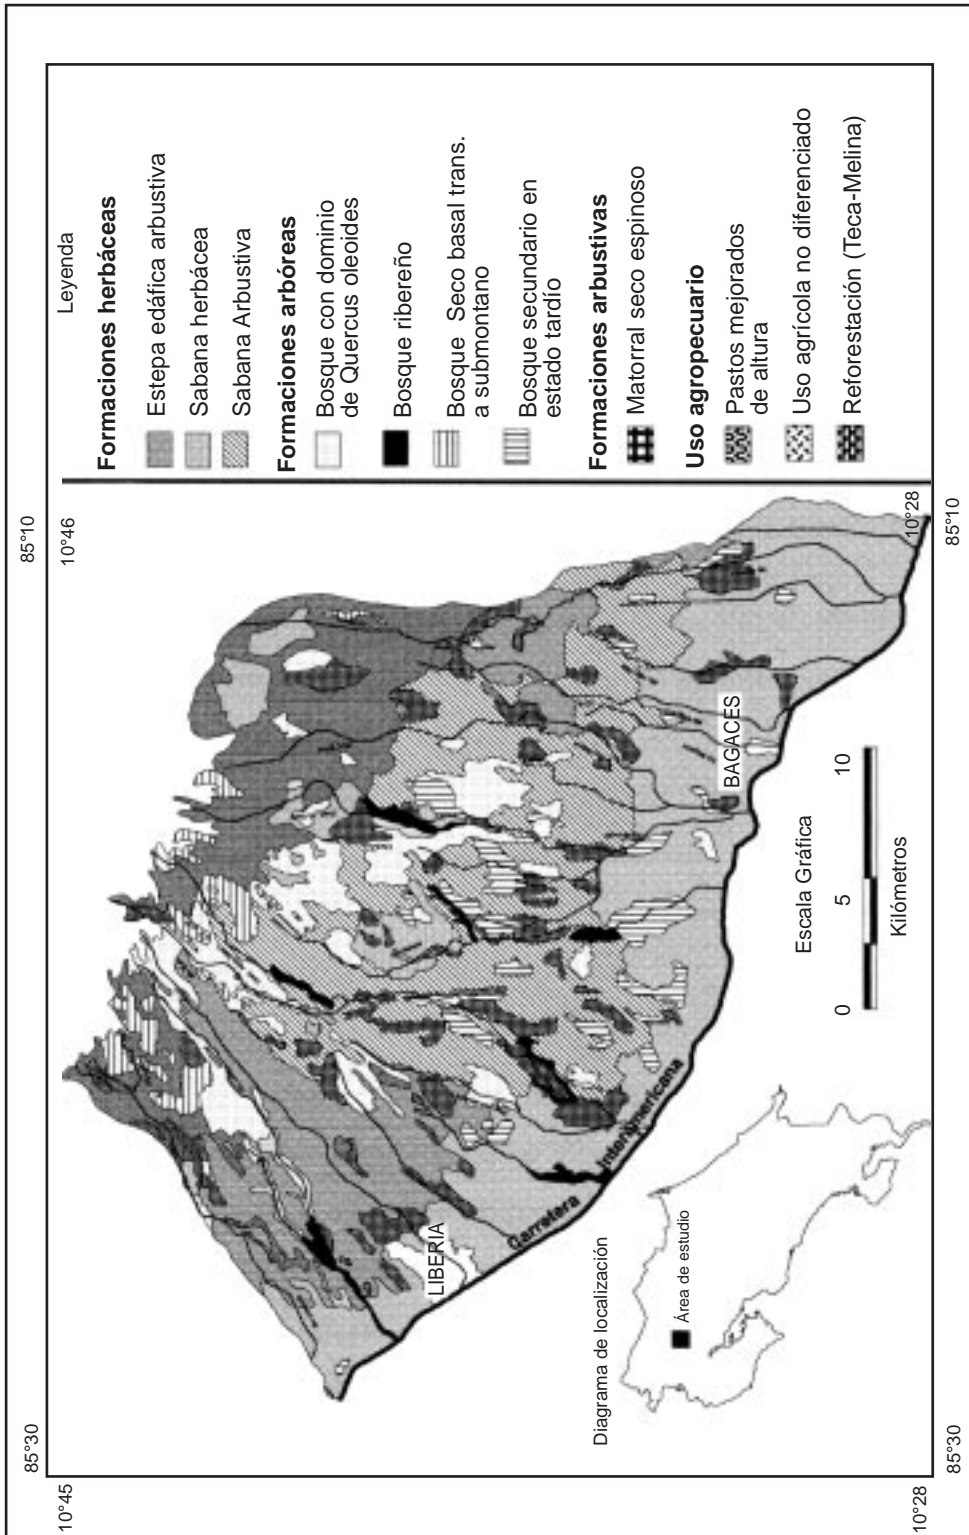 85°30
85°10
10°45
10°46
LIBERIA
BAGACES
Carretera Interamericana
Diagrama de localización
Área de estudio
Escala Gráfica
0 5 10
Kilómetros
10°28
10°28
85°30
85°10
Leyenda
Formaciones herbáceas
Estepa edáfica arbustiva
Sabana herbácea
Sabana Arbustiva
Formaciones arbóreas
Bosque con dominio
de Quercus oleoides
Bosque ribereño
Bosque Seco basal trans.
a submontano
Bosque secundario en
estado tardío
Formaciones arbustivas
Matorral seco espinoso
Uso agropecuario
Pastos mejorados
de altura
Uso agrícola no diferenciado
Reforestación (Teca-Melina)